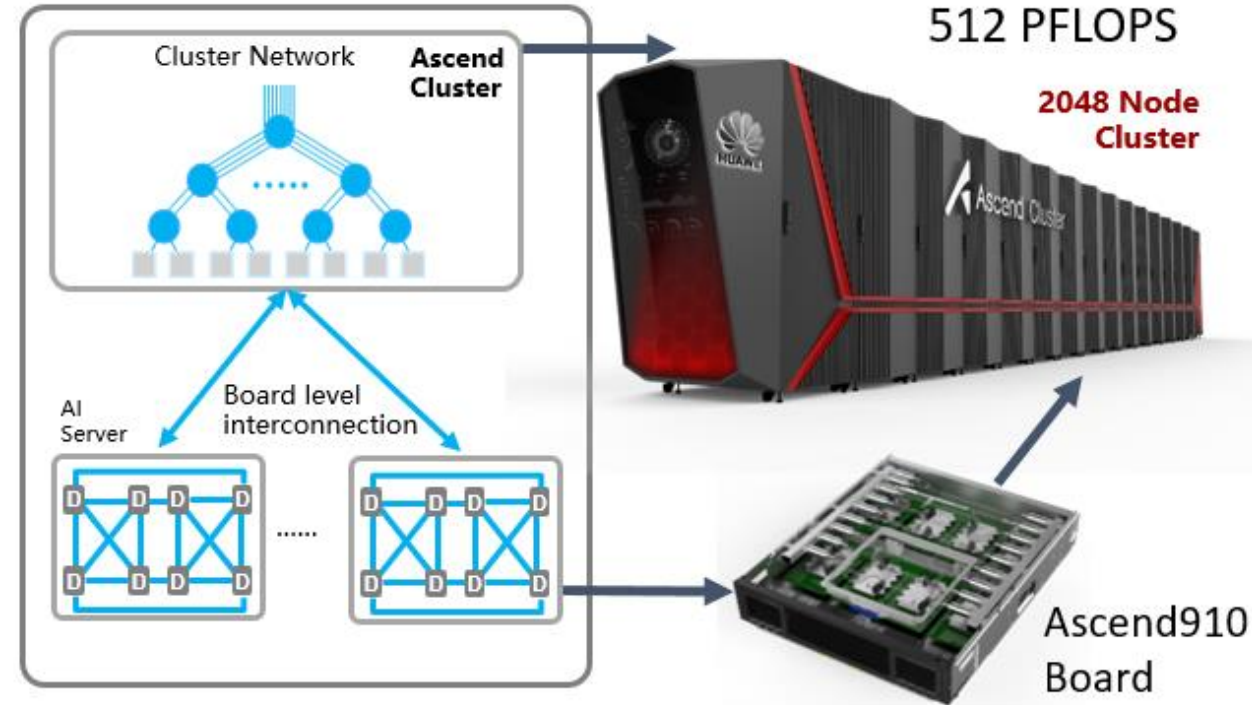 512 PFLOPS
Cluster Network
Ascend
Cluster
2048 Node
Cluster
HUAWEI
Ascend Cluster
Board level
interconnection
AI
Server
D D D D
D D D D
......
D D D D
D D D D
Ascend910
Board